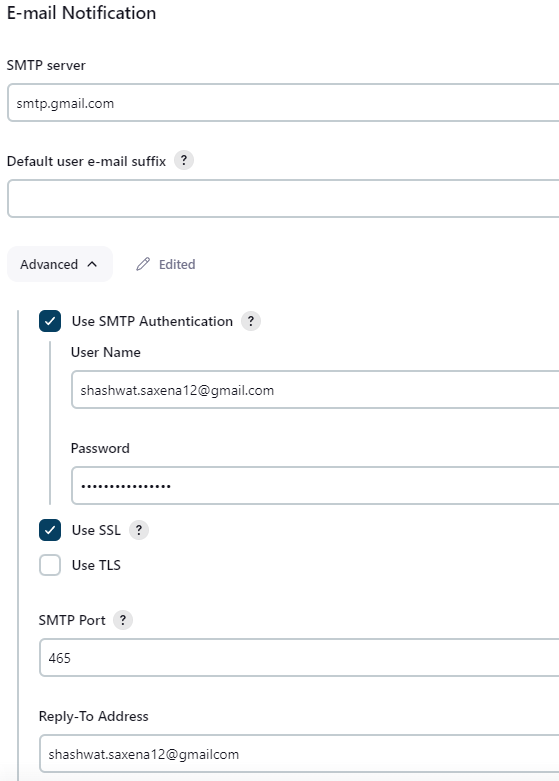 E-mail Notification
SMTP server
smtp.gmail.com
Default user e-mail suffix ?
Advanced Edited
Use SMTP Authentication ?
User Name
shashwat.saxena12@gmail.com
Password
••••••••••••••••
Use SSL ?
Use TLS
SMTP Port ?
465
Reply-To Address
shashwat.saxena12@gmailcom